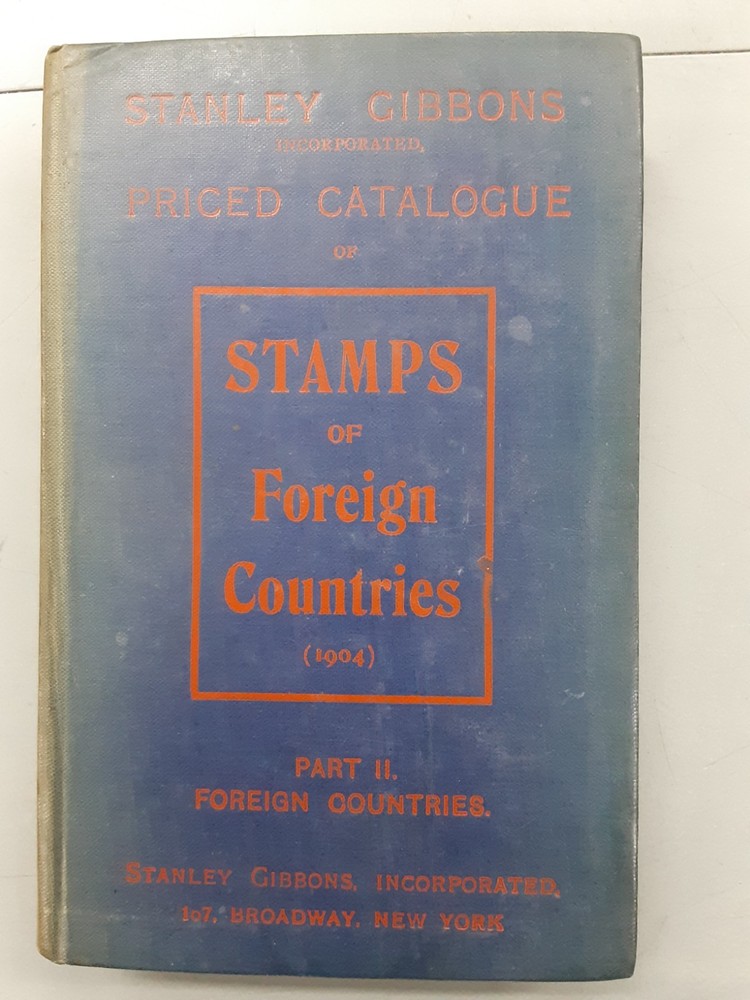 STANLEY GIBBONS
INCORPORATED,
PRICED CATALOGUE
OF
STAMPS
OF
Foreign
Countries
(1904)
PART II.
FOREIGN COUNTRIES.
STANLEY GIBBONS, INCORPORATED,
107, BROADWAY, NEW YORK